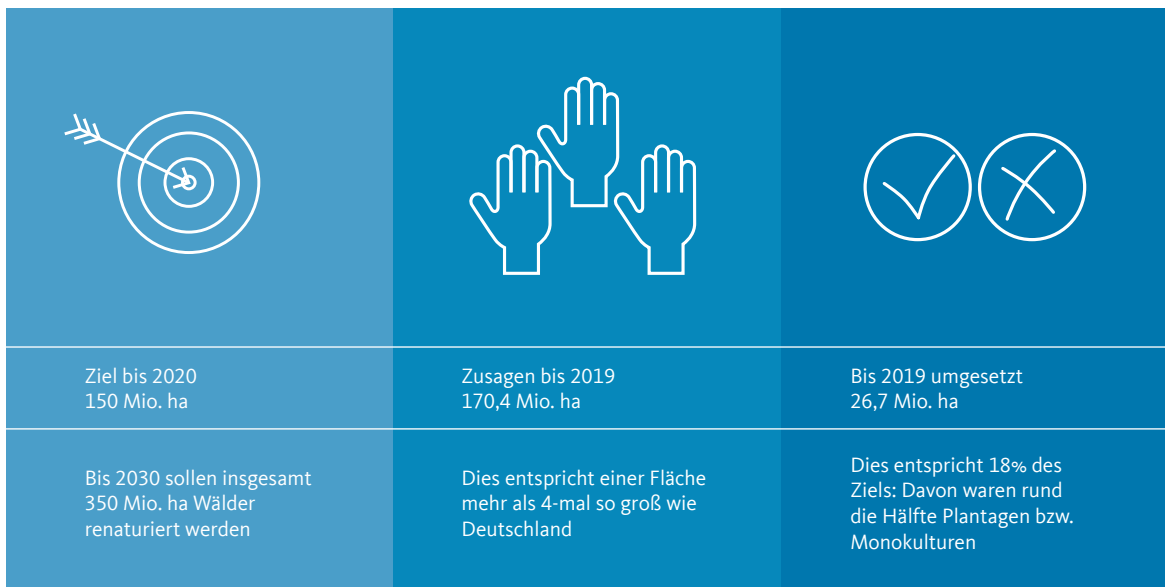 Ziel bis 2020
150 Mio. ha
Zusagen bis 2019
170,4 Mio. ha
Bis 2019 umgesetzt
26,7 Mio. ha
Bis 2030 sollen insgesamt
350 Mio. ha Wälder
renaturiert werden
Dies entspricht einer Fläche
mehr als 4-mal so groß wie
Deutschland
Dies entspricht 18% des
Ziels: Davon waren rund
die Hälfte Plantagen bzw.
Monokulturen